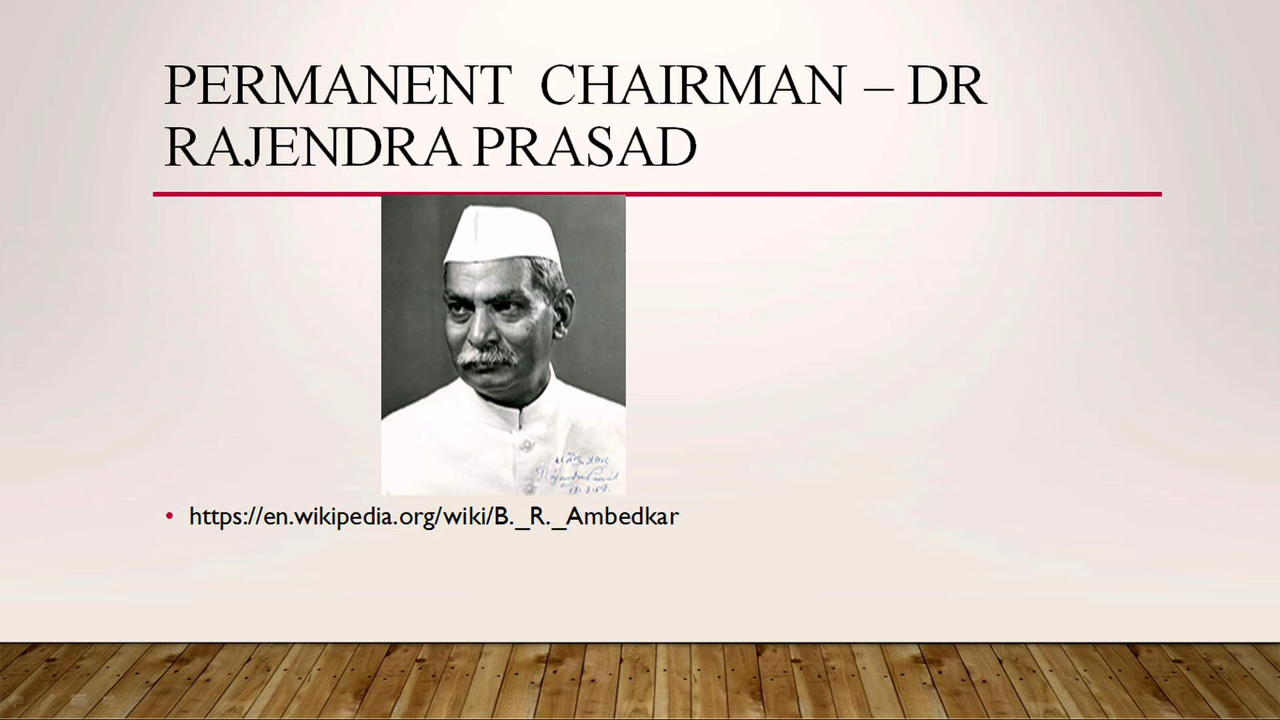 PERMANENT CHAIRMAN – DR
RAJENDRA PRASAD
• https://en.wikipedia.org/wiki/B._R._Ambedkar